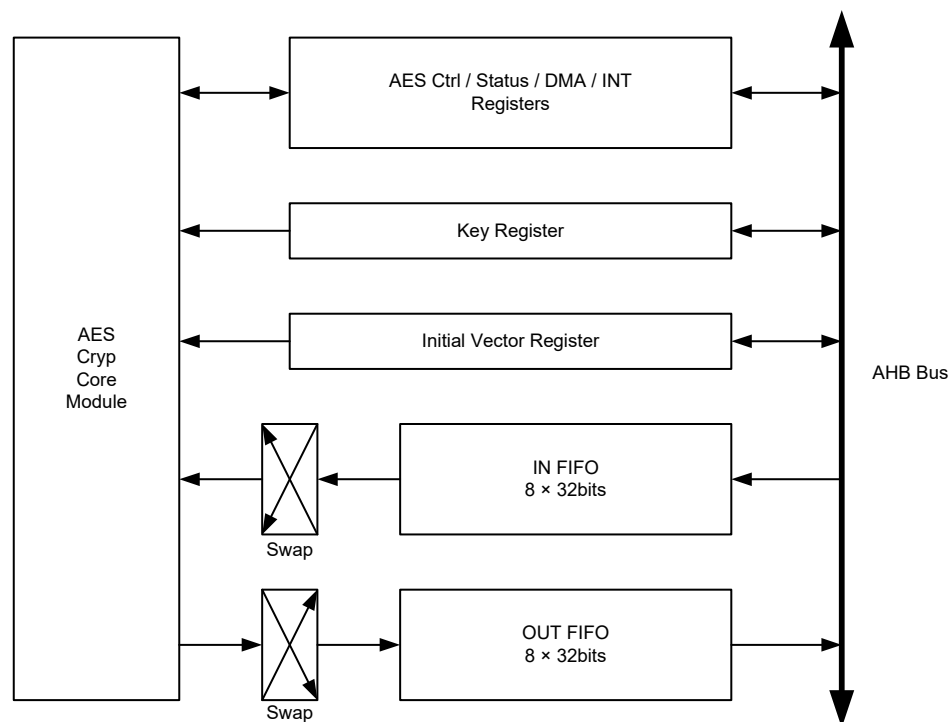 AES Ctrl / Status / DMA / INT
Registers
Key Register
Initial Vector Register
AES
Cryp
Core
Module
AHB Bus
IN FIFO
8 × 32bits
Swap
OUT FIFO
8 × 32bits
Swap